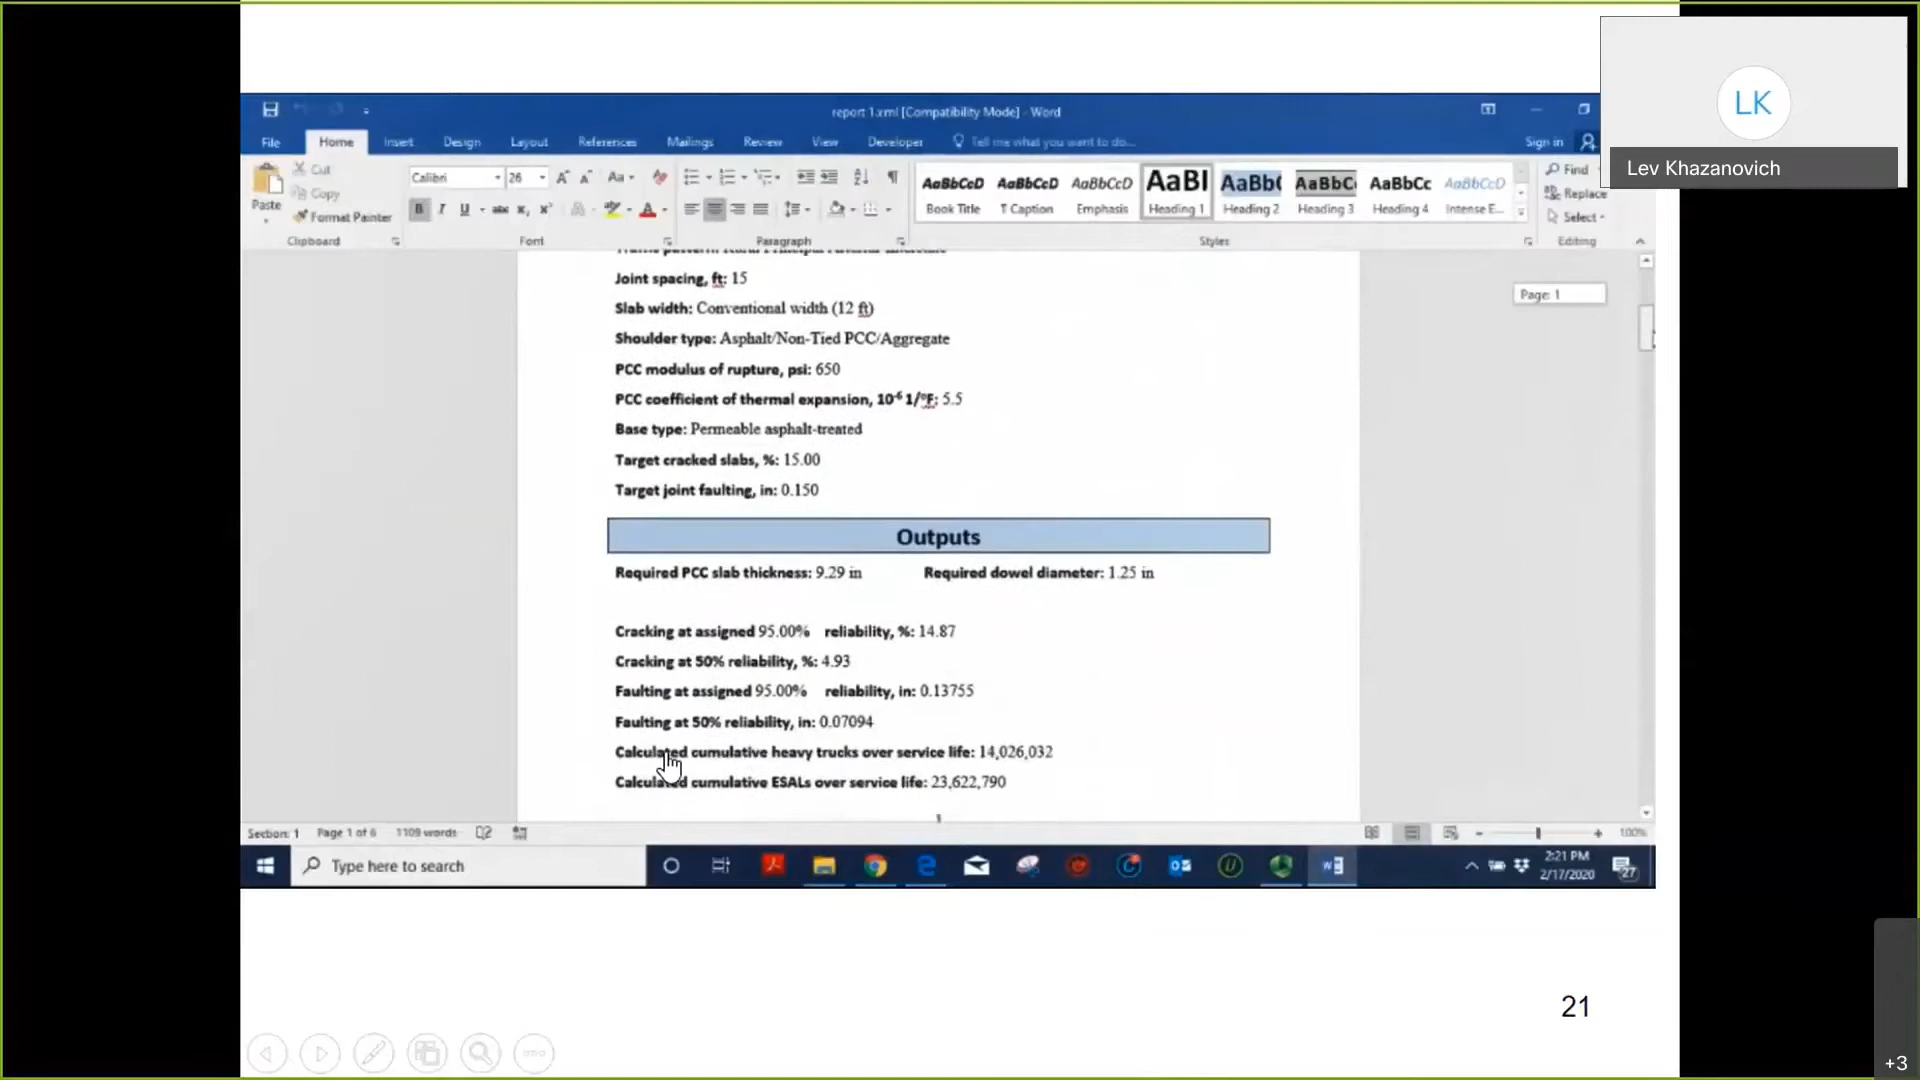 report 1.xml [Compatibility Mode] - Word
LK
Lev Khazanovich
File Home Insert Design Layout References Mailings Review View Developer Tell me what you want to do... Sign in
Paste
Cut
Copy
Format Painter
Calibri 26
AaBbCcD AaBbCcD AaBbCcD AaBl AaBb( AaBbC AaBbCc AaBbCcD
Book Title T Caption Emphasis Heading 1 Heading 2 Heading 3 Heading 4 Intense E...
Find
Replace
Select
Clipboard Font Paragraph Styles Editing
Page: 1
Joint spacing, ft: 15
Slab width: Conventional width (12 ft)
Shoulder type: Asphalt/Non-Tied PCC/Aggregate
PCC modulus of rupture, psi: 650
PCC coefficient of thermal expansion, 10⁻⁶ 1/°F: 5.5
Base type: Permeable asphalt-treated
Target cracked slabs, %: 15.00
Target joint faulting, in: 0.150
Outputs
Required PCC slab thickness: 9.29 in Required dowel diameter: 1.25 in
Cracking at assigned 95.00% reliability, %: 14.87
Cracking at 50% reliability, %: 4.93
Faulting at assigned 95.00% reliability, in: 0.13755
Faulting at 50% reliability, in: 0.07094
Calculated cumulative heavy trucks over service life: 14,026,032
Calculated cumulative ESALs over service life: 23,622,790
Section: 1 Page 1 of 6 1109 words 100%
Type here to search
2:21 PM
2/17/2020
27
21
+3